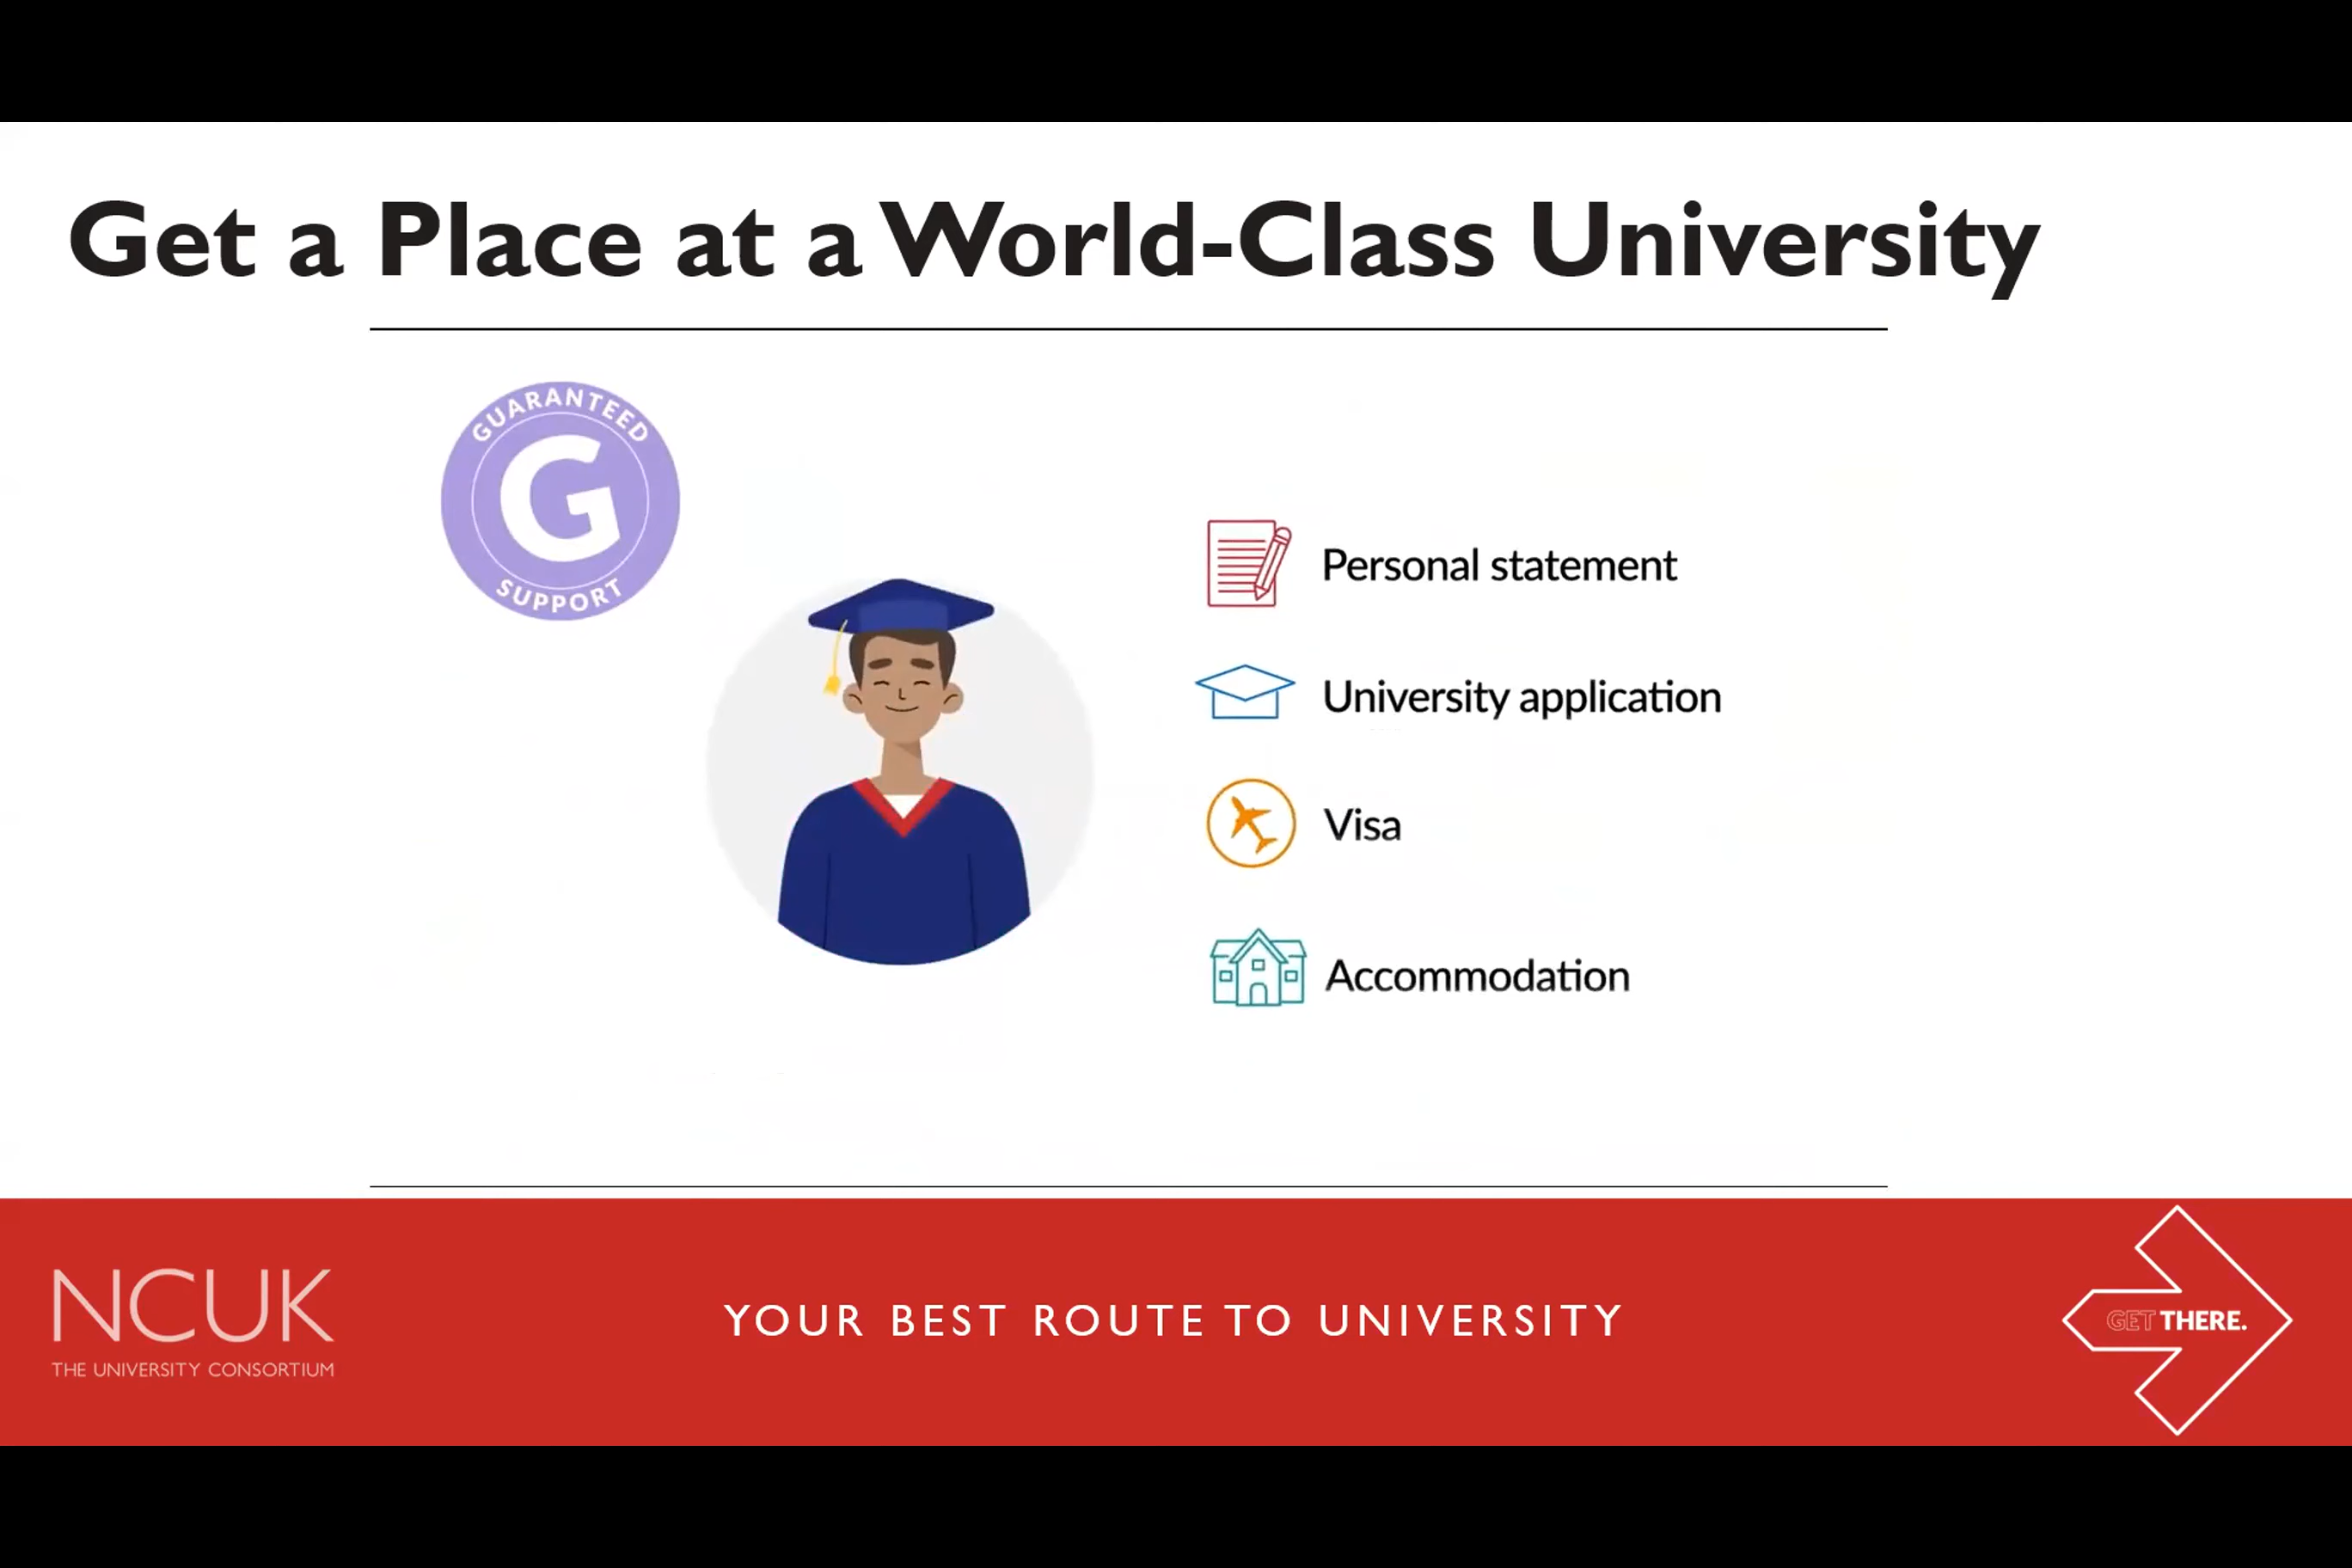 Get a Place at a World-Class University
GUARANTEED
G
SUPPORT
Personal statement
University application
Visa
Accommodation
NCUK
THE UNIVERSITY CONSORTIUM
YOUR BEST ROUTE TO UNIVERSITY
GET THERE.